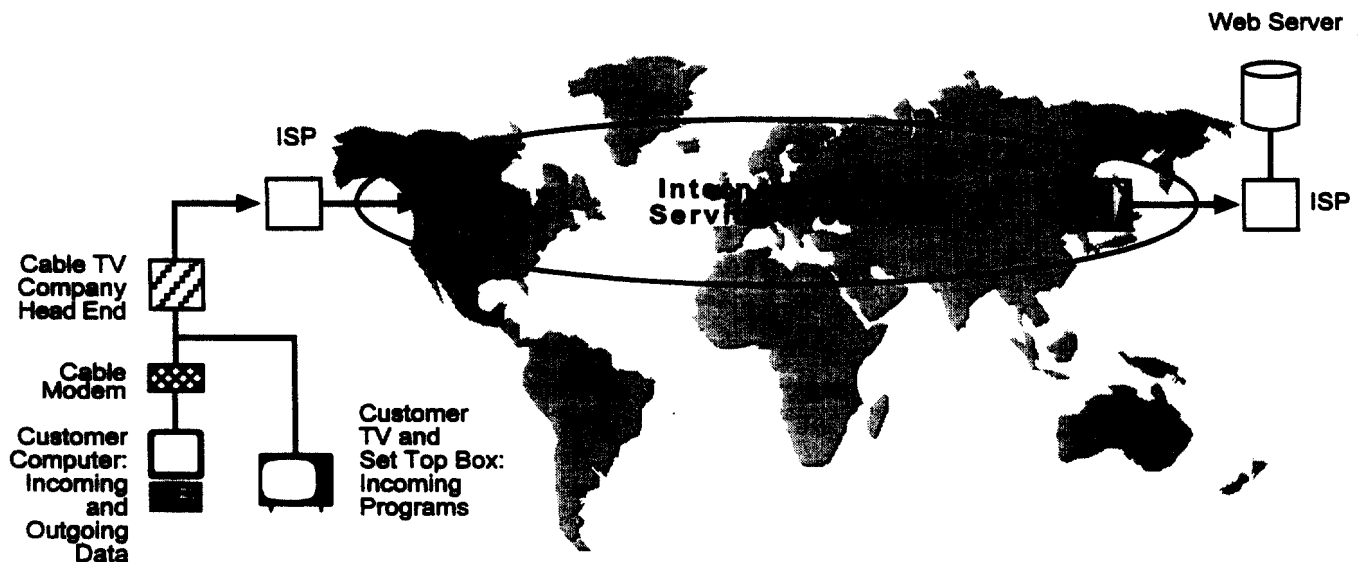 Web Server
ISP
ISP
Cable TV
Company
Head End
Cable
Modem
Customer
Computer:
Incoming
and
Outgoing
Data
Customer
TV and
Set Top Box:
Incoming
Programs